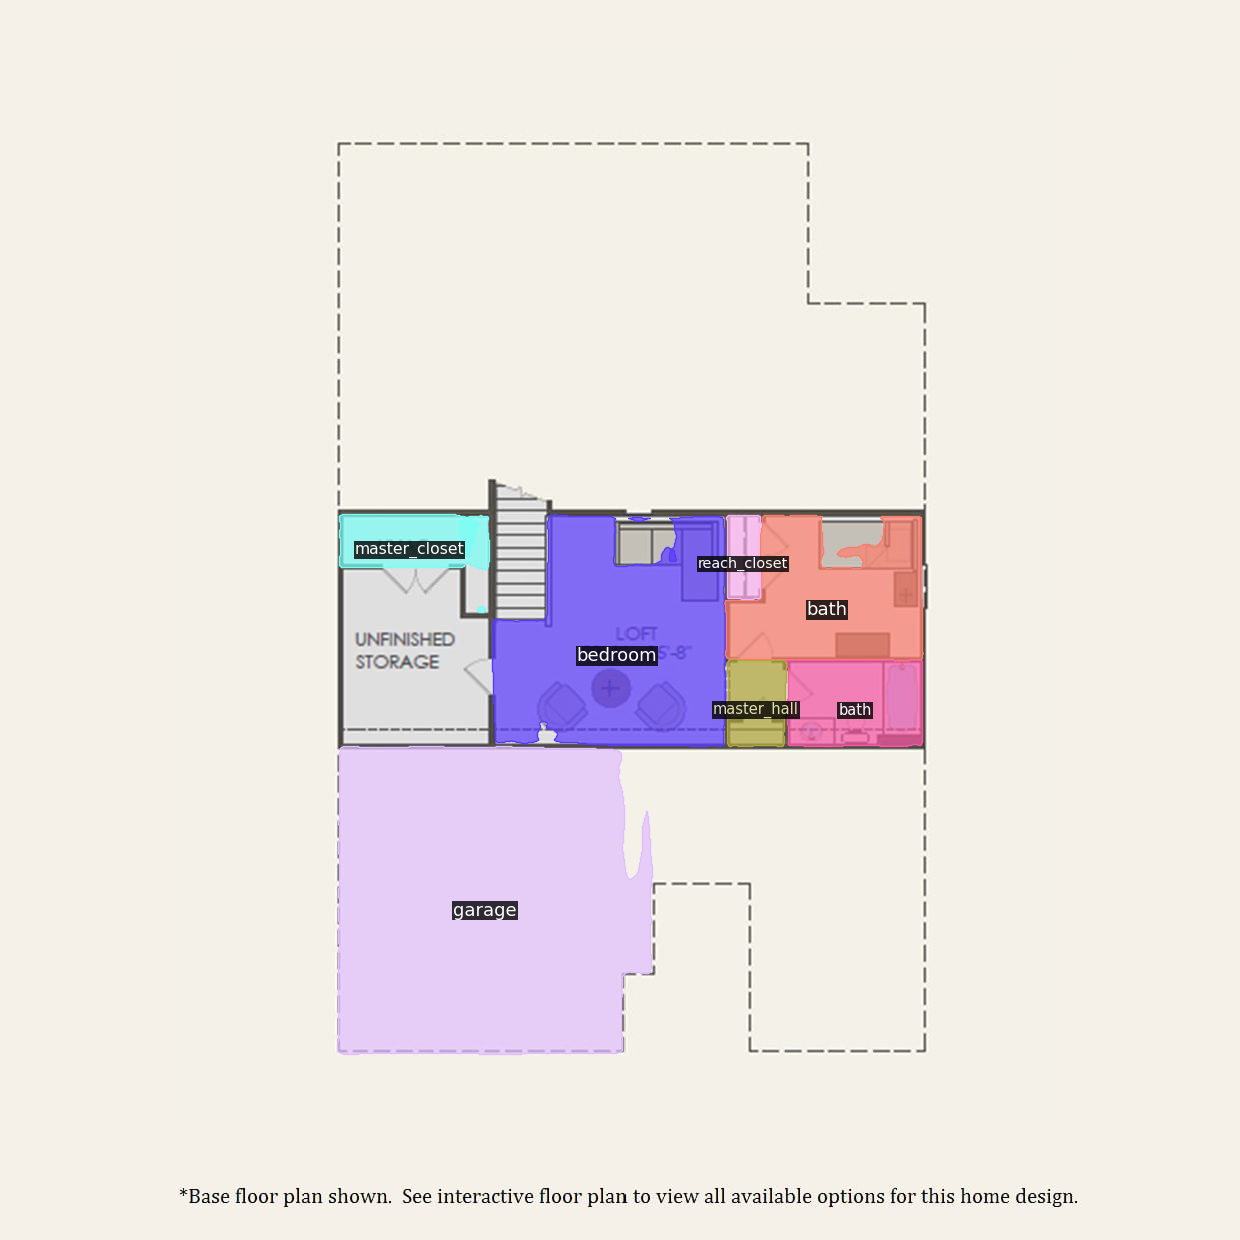 master_closet
reach_closet
bath
UNFINISHED
STORAGE
LOFT
5'-8"
bedroom
master_hall
bath
garage
*Base floor plan shown. See interactive floor plan to view all available options for this home design.